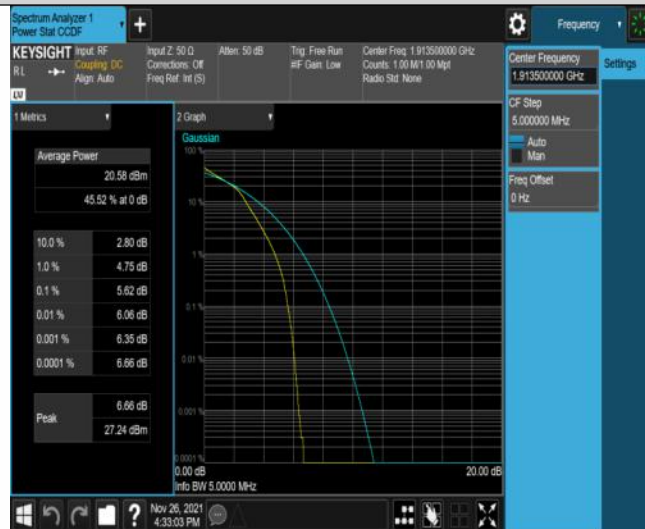 Spectrum Analyzer 1
Power Stat CCDF
+
Frequency
KEYSIGHT
RL
LXI
Input: RF
Coupling: DC
Align: Auto
Input Z: 50 Ω
Corrections: Off
Freq Ref: Int (S)
Atten: 50 dB
Trig: Free Run
#IF Gain: Low
Center Freq: 1.913500000 GHz
Counts: 1.00 M/1.00 Mpt
Radio Std: None
Center Frequency
1.913500000 GHz
Settings
CF Step
5.000000 MHz
Auto
Man
Freq Offset
0 Hz
1 Metrics
Average Power
20.58 dBm
45.52 % at 0 dB
10.0 % 2.80 dB
1.0 % 4.75 dB
0.1 % 5.62 dB
0.01 % 6.06 dB
0.001 % 6.35 dB
0.0001 % 6.66 dB
Peak
6.66 dB
27.24 dBm
2 Graph
Gaussian
100 %
10 %
1 %
0.1 %
0.01 %
0.001 %
0.0001 %
0.00 dB 20.00 dB
Info BW 5.0000 MHz
?
Nov 26, 2021
4:33:03 PM